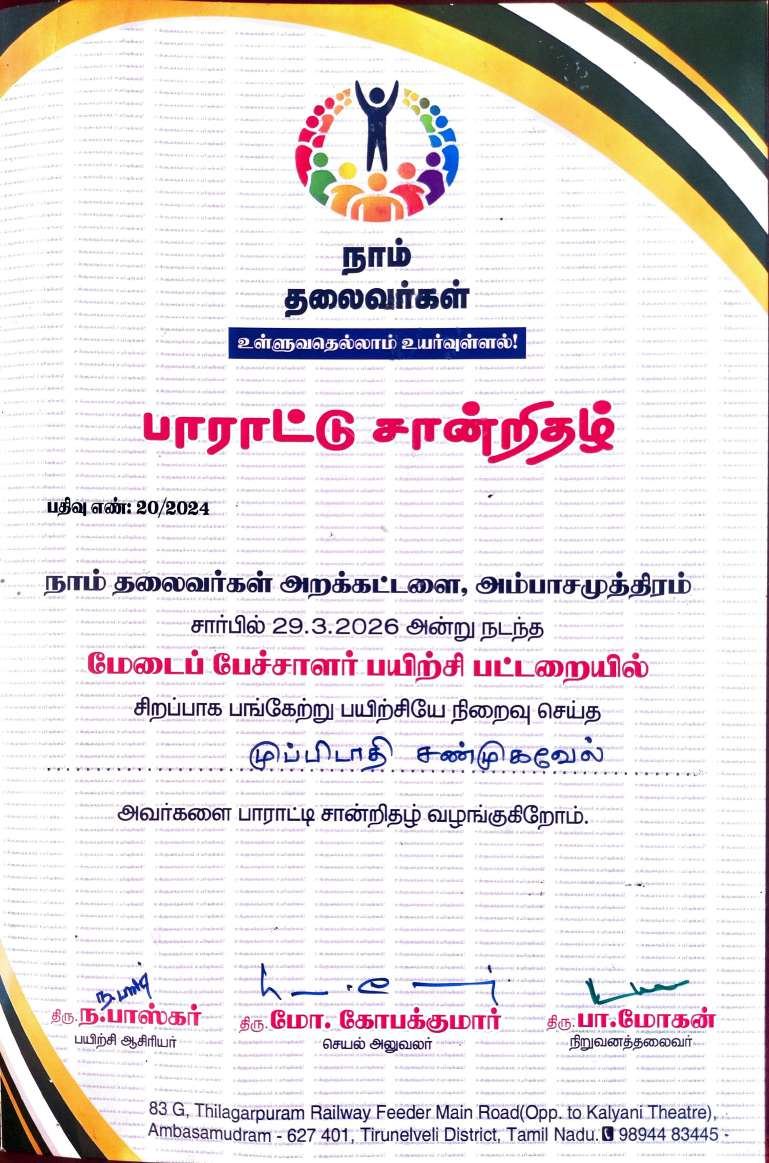 நாம்
தலைவர்கள்
உள்ளுவதெல்லாம் உயர்வுள்ளல்!
பாராட்டு சான்றிதழ்
பதிவு எண்: 20/2024
நாம் தலைவர்கள் அறக்கட்டளை, அம்பாசமுத்திரம்
சார்பில் 29.3.2026 அன்று நடந்த
மேடைப் பேச்சாளர் பயிற்சி பட்டறையில்
சிறப்பாக பங்கேற்று பயிற்சியே நிறைவு செய்த
முப்பிடாதி சண்முகவேல்
அவர்களை பாராட்டி சான்றிதழ் வழங்குகிறோம்.
ந.பாஸ்
திரு.ந.பாஸ்கர் திரு.மோ. கோபக்குமார் திரு.பா.மோகன்
பயிற்சி ஆசிரியர் செயல் அலுவலர் நிறுவனத்தலைவர்
83 G, Thilagarpuram Railway Feeder Main Road(Opp. to Kalyani Theatre),
Ambasamudram - 627 401, Tirunelveli District, Tamil Nadu. 98944 83445